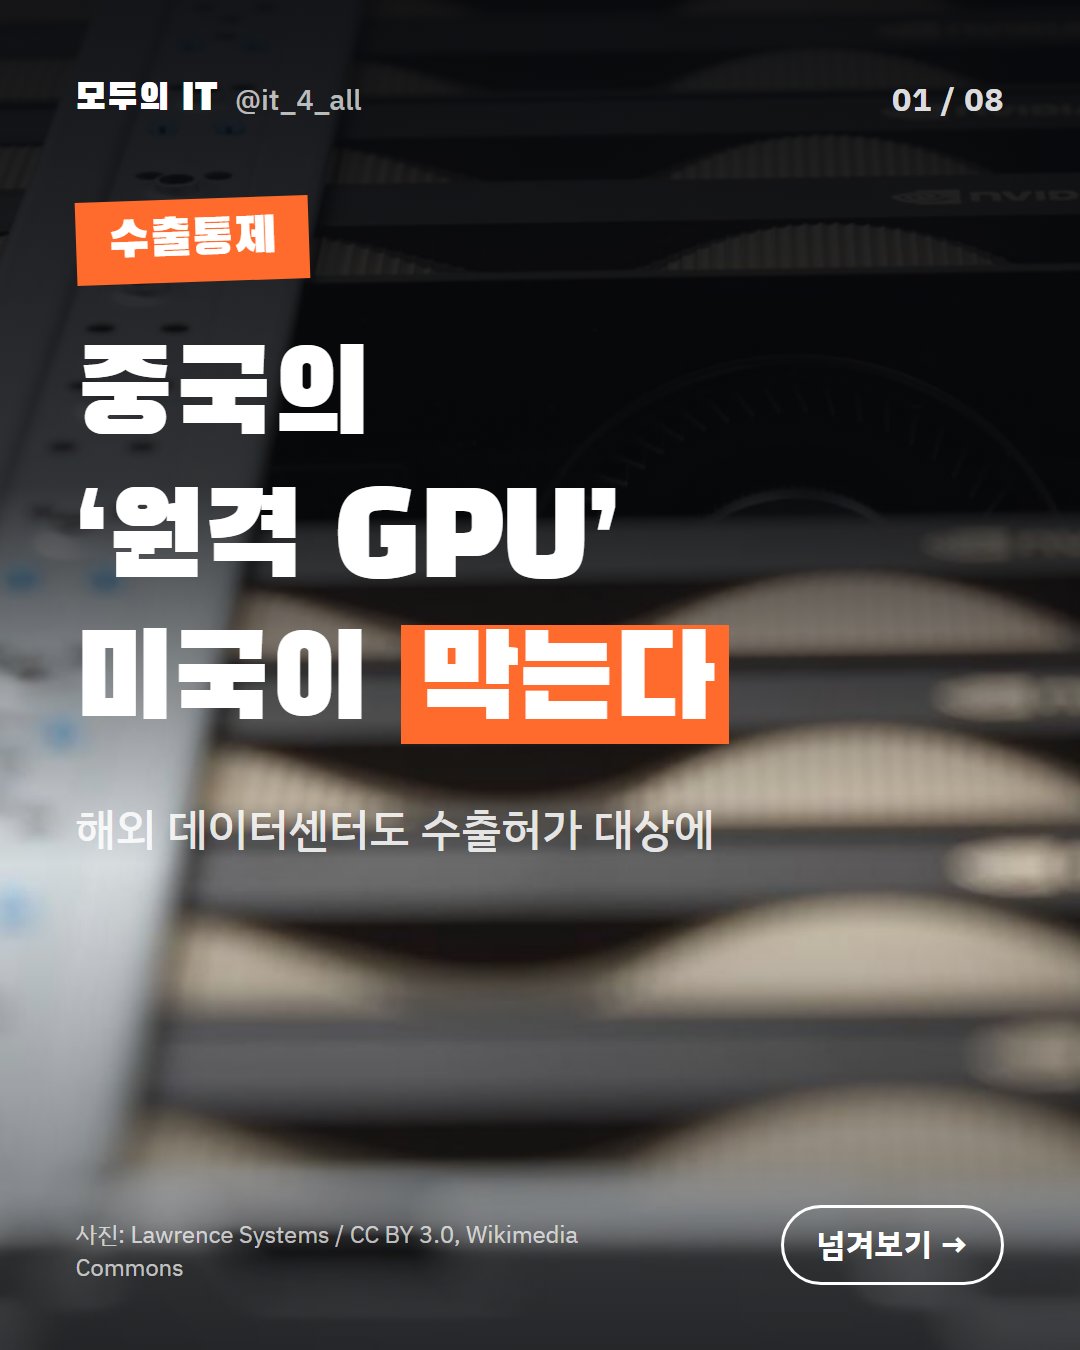 모두의 IT @it_4_all
01 / 08
수출통제
중국의
‘원격 GPU’
미국이 막는다
해외 데이터센터도 수출허가 대상에
사진: Lawrence Systems / CC BY 3.0, Wikimedia
Commons
넘겨보기 →